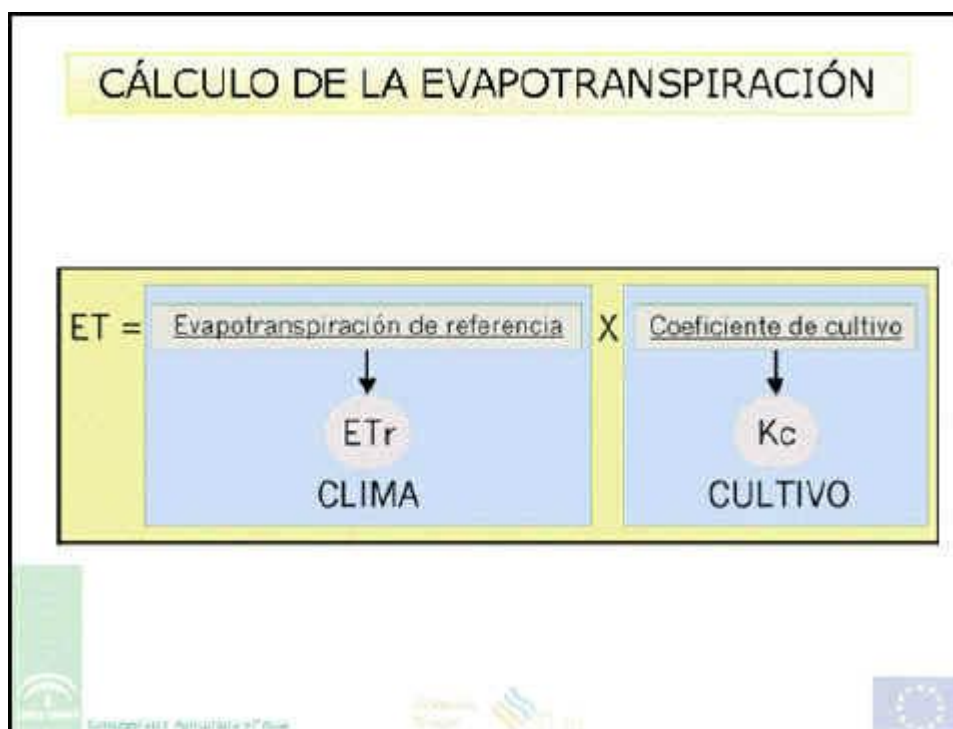 CÁLCULO DE LA EVAPOTRANSPIRACIÓN
ET = Evapotranspiración de referencia X Coeficiente de cultivo
ETr Kc
CLIMA CULTIVO